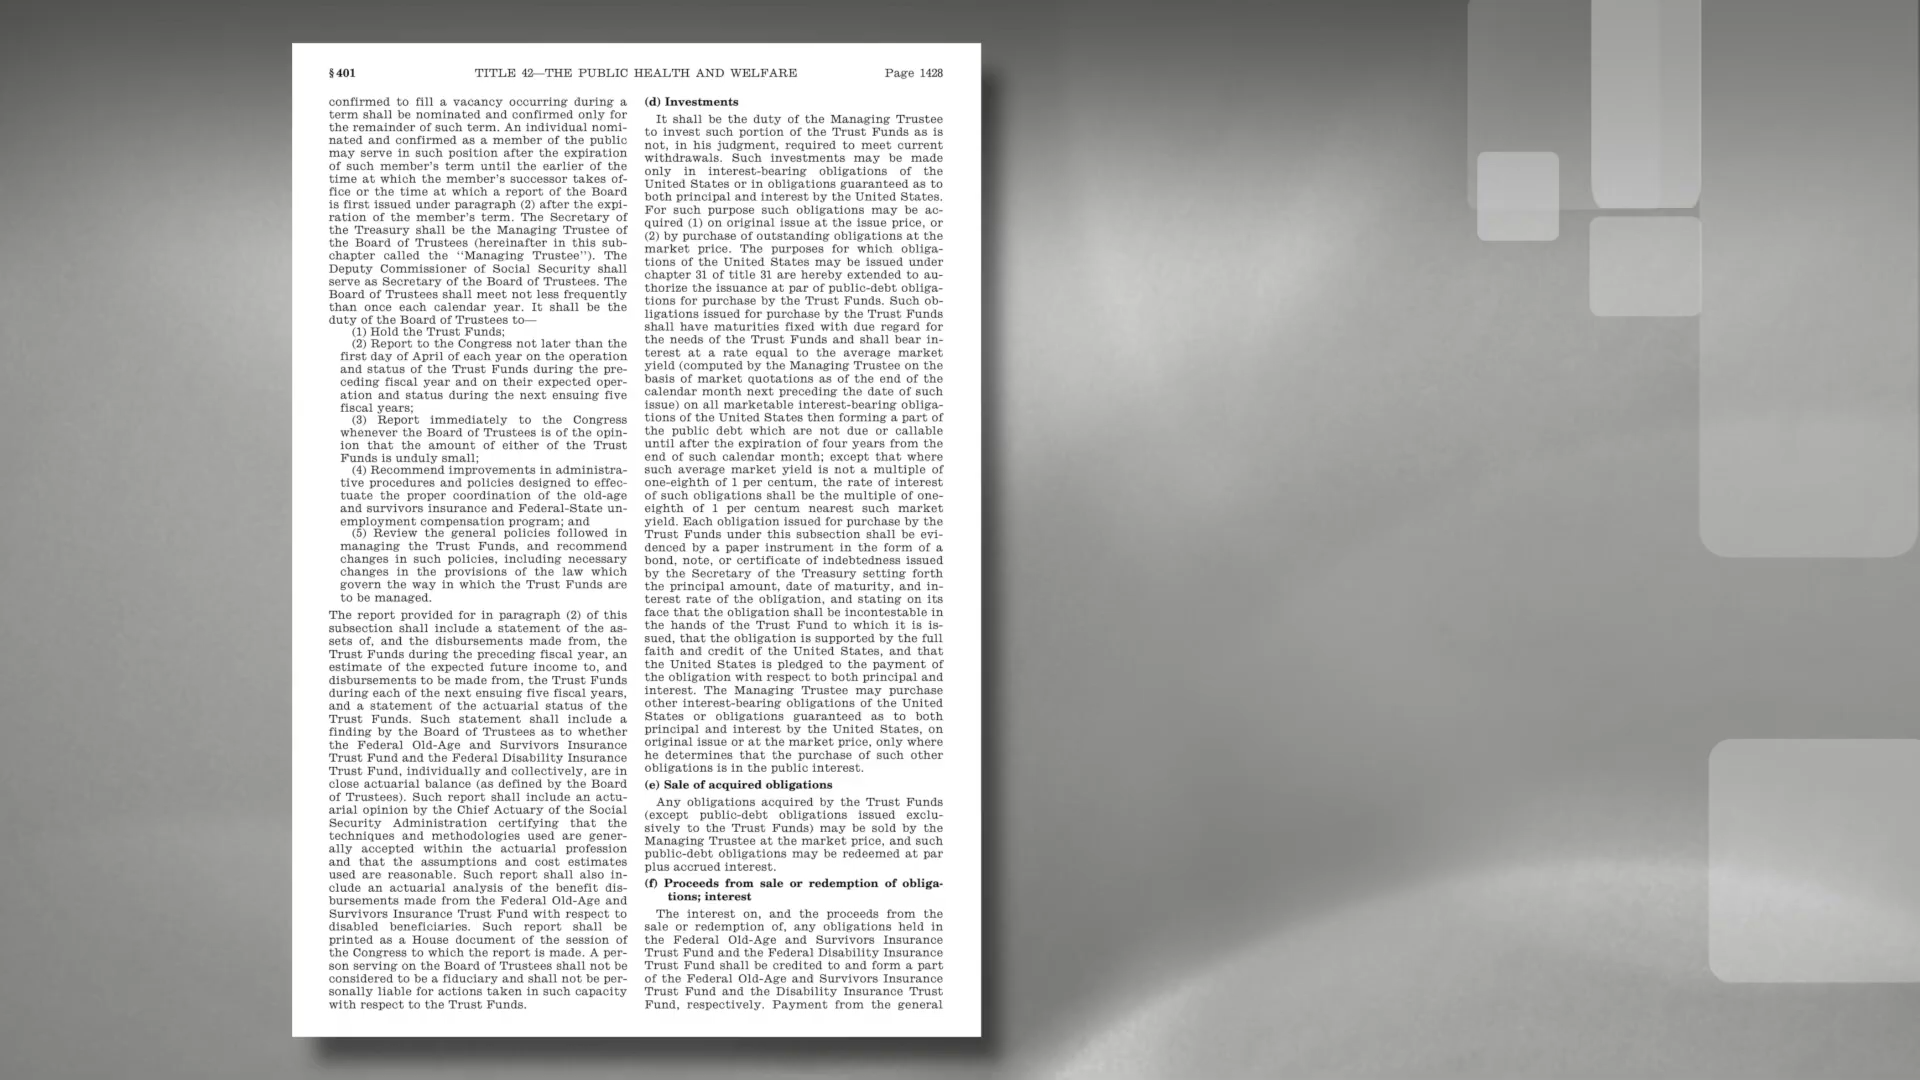 § 401
TITLE 42—THE PUBLIC HEALTH AND WELFARE
Page 1428
confirmed to fill a vacancy occurring during a
term shall be nominated and confirmed only for
the remainder of such term. An individual nomi-
nated and confirmed as a member of the public
may serve in such position after the expiration
of such member's term until the earlier of the
time at which the member's successor takes of-
fice or the time at which a report of the Board
is first issued under paragraph (2) after the expi-
ration of the member's term. The Secretary of
the Treasury shall be the Managing Trustee of
the Board of Trustees (hereinafter in this sub-
chapter called the ‘‘Managing Trustee’’). The
Deputy Commissioner of Social Security shall
serve as Secretary of the Board of Trustees. The
Board of Trustees shall meet not less frequently
than once each calendar year. It shall be the
duty of the Board of Trustees to—
(1) Hold the Trust Funds;
(2) Report to the Congress not later than the
first day of April of each year on the operation
and status of the Trust Funds during the pre-
ceding fiscal year and on their expected oper-
ation and status during the next ensuing five
fiscal years;
(3) Report immediately to the Congress
whenever the Board of Trustees is of the opin-
ion that the amount of either of the Trust
Funds is unduly small;
(4) Recommend improvements in administra-
tive procedures and policies designed to effec-
tuate the proper coordination of the old-age
and survivors insurance and Federal-State un-
employment compensation program; and
(5) Review the general policies followed in
managing the Trust Funds, and recommend
changes in such policies, including necessary
changes in the provisions of the law which
govern the way in which the Trust Funds are
to be managed.
The report provided for in paragraph (2) of this
subsection shall include a statement of the as-
sets of, and the disbursements made from, the
Trust Funds during the preceding fiscal year, an
estimate of the expected future income to, and
disbursements to be made from, the Trust Funds
during each of the next ensuing five fiscal years,
and a statement of the actuarial status of the
Trust Funds. Such statement shall include a
finding by the Board of Trustees as to whether
the Federal Old-Age and Survivors Insurance
Trust Fund and the Federal Disability Insurance
Trust Fund, individually and collectively, are in
close actuarial balance (as defined by the Board
of Trustees). Such report shall include an actu-
arial opinion by the Chief Actuary of the Social
Security Administration certifying that the
techniques and methodologies used are gener-
ally accepted within the actuarial profession
and that the assumptions and cost estimates
used are reasonable. Such report shall also in-
clude an actuarial analysis of the benefit dis-
bursements made from the Federal Old-Age and
Survivors Insurance Trust Fund with respect to
disabled beneficiaries. Such report shall be
printed as a House document of the session of
the Congress to which the report is made. A per-
son serving on the Board of Trustees shall not be
considered to be a fiduciary and shall not be per-
sonally liable for actions taken in such capacity
with respect to the Trust Funds.
(d) Investments
It shall be the duty of the Managing Trustee
to invest such portion of the Trust Funds as is
not, in his judgment, required to meet current
withdrawals. Such investments may be made
only in interest-bearing obligations of the
United States or in obligations guaranteed as to
both principal and interest by the United States.
For such purpose such obligations may be ac-
quired (1) on original issue at the issue price, or
(2) by purchase of outstanding obligations at the
market price. The purposes for which obliga-
tions of the United States may be issued under
chapter 31 of title 31 are hereby extended to au-
thorize the issuance at par of public-debt obliga-
tions for purchase by the Trust Funds. Such ob-
ligations issued for purchase by the Trust Funds
shall have maturities fixed with due regard for
the needs of the Trust Funds and shall bear in-
terest at a rate equal to the average market
yield (computed by the Managing Trustee on the
basis of market quotations as of the end of the
calendar month next preceding the date of such
issue) on all marketable interest-bearing obliga-
tions of the United States then forming a part of
the public debt which are not due or callable
until after the expiration of four years from the
end of such calendar month; except that where
such average market yield is not a multiple of
one-eighth of 1 per centum, the rate of interest
of such obligations shall be the multiple of one-
eighth of 1 per centum nearest such market
yield. Each obligation issued for purchase by the
Trust Funds under this subsection shall be evi-
denced by a paper instrument in the form of a
bond, note, or certificate of indebtedness issued
by the Secretary of the Treasury setting forth
the principal amount, date of maturity, and in-
terest rate of the obligation, and stating on its
face that the obligation shall be incontestable in
the hands of the Trust Fund to which it is is-
sued, that the obligation is supported by the full
faith and credit of the United States, and that
the United States is pledged to the payment of
the obligation with respect to both principal and
interest. The Managing Trustee may purchase
other interest-bearing obligations of the United
States or obligations guaranteed as to both
principal and interest by the United States, on
original issue or at the market price, only where
he determines that the purchase of such other
obligations is in the public interest.
(e) Sale of acquired obligations
Any obligations acquired by the Trust Funds
(except public-debt obligations issued exclu-
sively to the Trust Funds) may be sold by the
Managing Trustee at the market price, and such
public-debt obligations may be redeemed at par
plus accrued interest.
(f) Proceeds from sale or redemption of obliga-
tions; interest
The interest on, and the proceeds from the
sale or redemption of, any obligations held in
the Federal Old-Age and Survivors Insurance
Trust Fund and the Federal Disability Insurance
Trust Fund shall be credited to and form a part
of the Federal Old-Age and Survivors Insurance
Trust Fund and the Disability Insurance Trust
Fund, respectively. Payment from the general